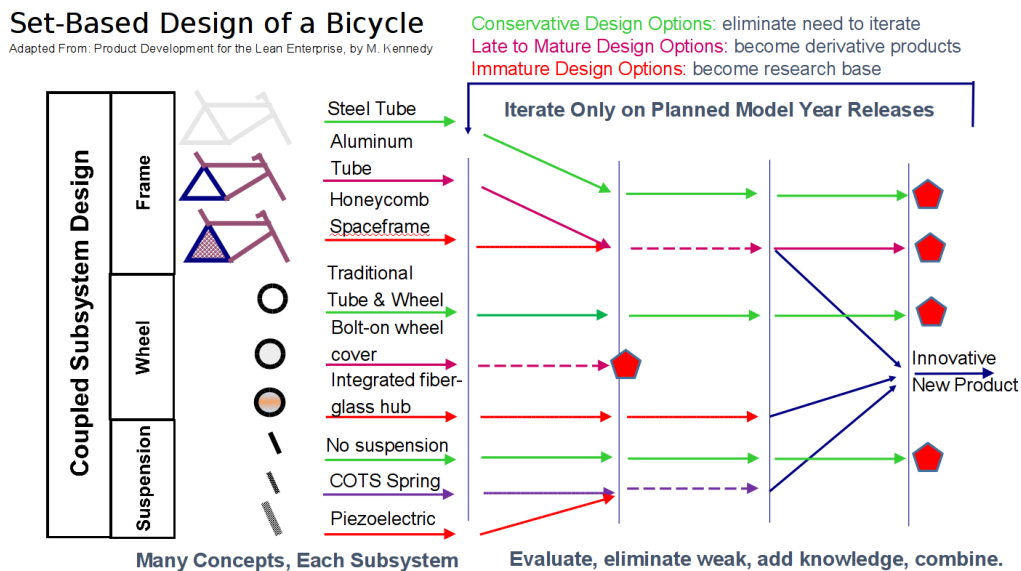 Set-Based Design of a Bicycle
Adapted From: Product Development for the Lean Enterprise, by M. Kennedy
Conservative Design Options: eliminate need to iterate
Late to Mature Design Options: become derivative products
Immature Design Options: become research base
Iterate Only on Planned Model Year Releases
Coupled Subsystem Design
Frame
Steel Tube
Aluminum
Tube
Honeycomb
Spaceframe
Wheel
Traditional
Tube & Wheel
Bolt-on wheel
cover
Integrated fiber-
glass hub
Suspension
No suspension
COTS Spring
Piezoelectric
Innovative
New Product
Many Concepts, Each Subsystem
Evaluate, eliminate weak, add knowledge, combine.